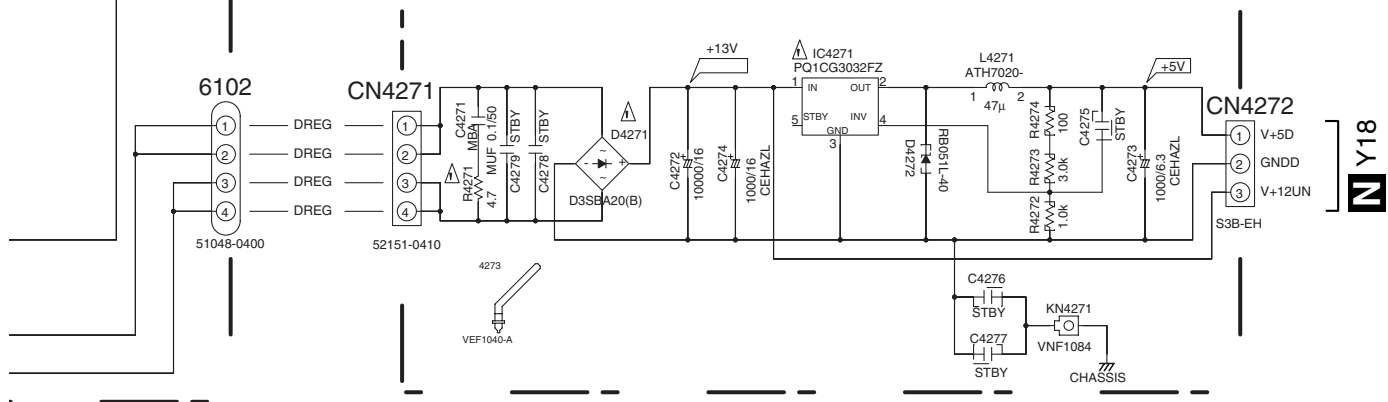 6102
1
2
3
4
51048-0400
DREG
DREG
DREG
DREG
CN4271
1
2
3
4
52151-0410
C4271
MBA
MUF 0.1/50
R4271
4.7
C4279
STBY
C4278
STBY
D4271
~
-
+
~
D3SBA20(B)
4273
VEF1040-A
+13V
C4272
10000/16
C4274
1000/16
CEHAZL
IC4271
PQ1CG3032FZ
1
IN
OUT
2
5
STBY
INV
4
GND
3
D4272
RB051L-40
L4271
ATH7020-
1
47μ
2
R4274
100
R4273
3.0k
R4272
1.0k
C4275
STBY
C4273
1000/6.3
CEHAZL
+5V
CN4272
1
V+5D
2
GNDD
3
V+12UN
S3B-EH
N Y18
C4276
STBY
C4277
STBY
KN4271
VNF1084
CHASSIS